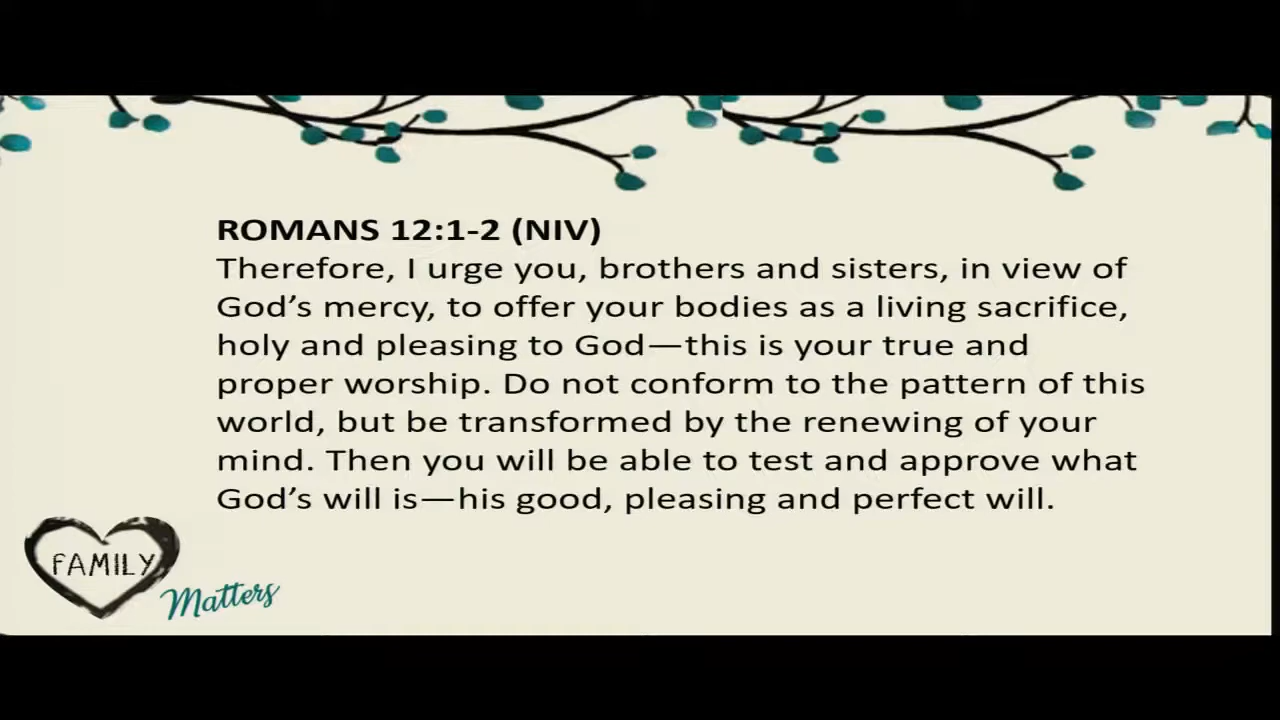 ROMANS 12:1-2 (NIV)
Therefore, I urge you, brothers and sisters, in view of
God’s mercy, to offer your bodies as a living sacrifice,
holy and pleasing to God—this is your true and
proper worship. Do not conform to the pattern of this
world, but be transformed by the renewing of your
mind. Then you will be able to test and approve what
God’s will is—his good, pleasing and perfect will.
FAMILY
Matters